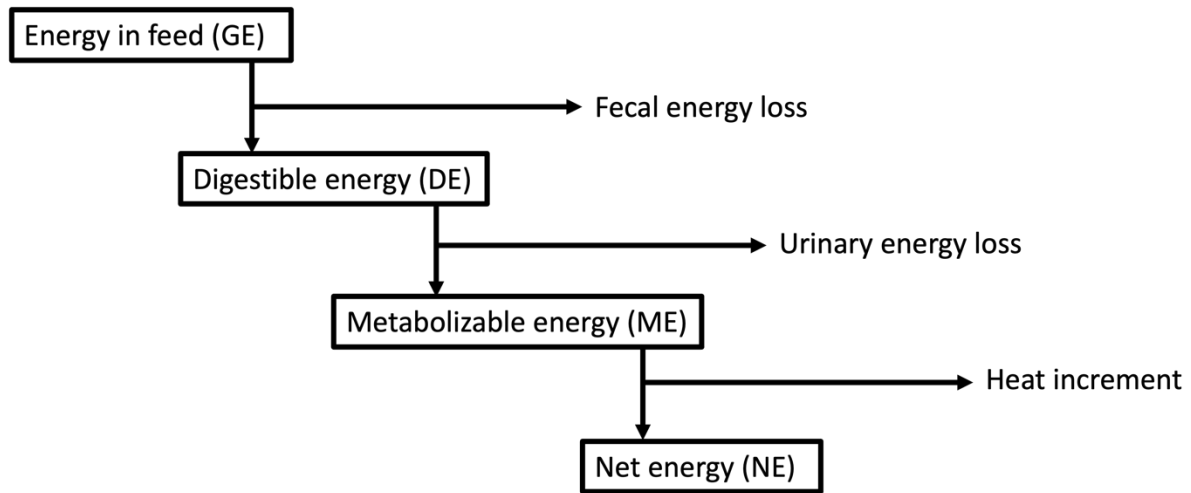 Energy in feed (GE)
Fecal energy loss
Digestible energy (DE)
Urinary energy loss
Metabolizable energy (ME)
Heat increment
Net energy (NE)